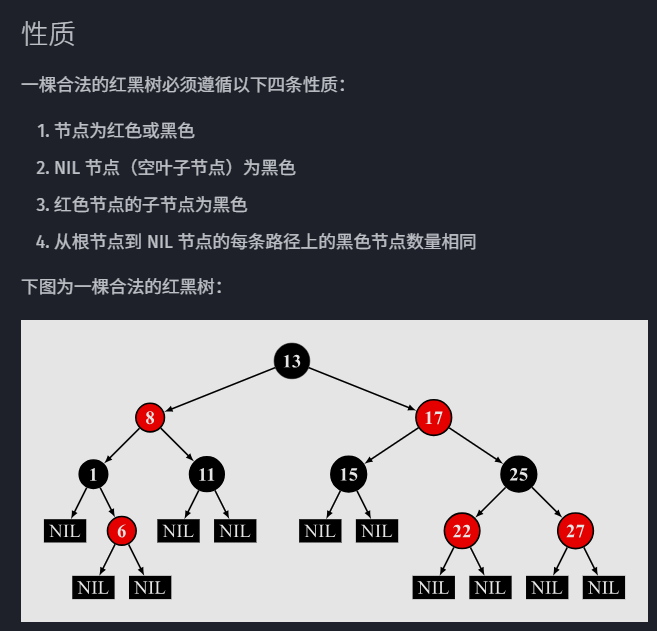 性质
一棵合法的红黑树必须遵循以下四条性质：
1. 节点为红色或黑色
2. NIL 节点（空叶子节点）为黑色
3. 红色节点的子节点为黑色
4. 从根节点到 NIL 节点的每条路径上的黑色节点数量相同
下图为一棵合法的红黑树：
13
8 17
1 11 15 25
NIL 6 NIL NIL NIL NIL 22 27
NIL NIL NIL NIL NIL NIL